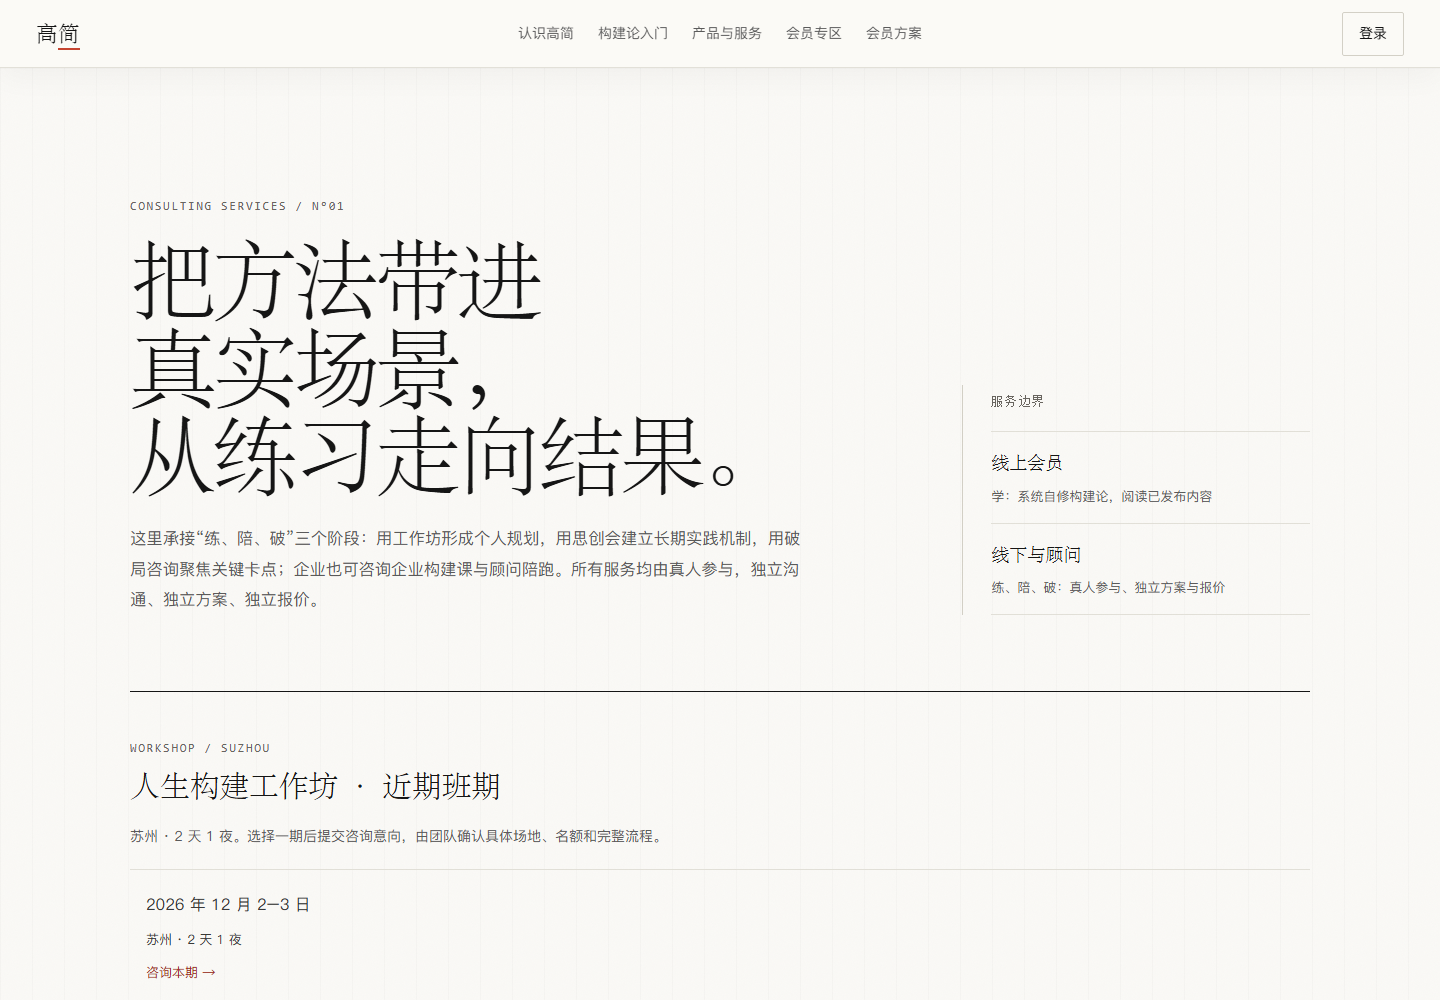 高简
认识高简
构建论入门
产品与服务
会员专区
会员方案
登录
CONSULTING SERVICES / Nº01
把方法带进
真实场景，
从练习走向结果。
这里承接“练、陪、破”三个阶段：用工作坊形成个人规划，用思创会建立长期实践机制，用破
局咨询聚焦关键卡点；企业也可咨询企业构建课与顾问陪跑。所有服务均由真人参与，独立沟
通、独立方案、独立报价。
服务边界
线上会员
学：系统自修构建论，阅读已发布内容
线下与顾问
练、陪、破：真人参与、独立方案与报价
WORKSHOP / SUZHOU
人生构建工作坊 · 近期班期
苏州 · 2 天 1 夜。选择一期后提交咨询意向，由团队确认具体场地、名额和完整流程。
2026 年 12 月 2—3 日
苏州 · 2 天 1 夜
咨询本期 →